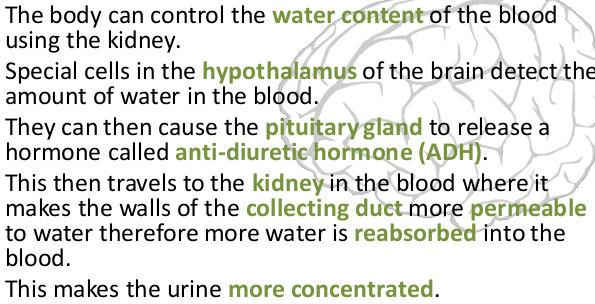 The body can control the water content of the blood
using the kidney.
Special cells in the hypothalamus of the brain detect the
amount of water in the blood.
They can then cause the pituitary gland to release a
hormone called anti-diuretic hormone (ADH).
This then travels to the kidney in the blood where it
makes the walls of the collecting duct more permeable
to water therefore more water is reabsorbed into the
blood.
This makes the urine more concentrated.